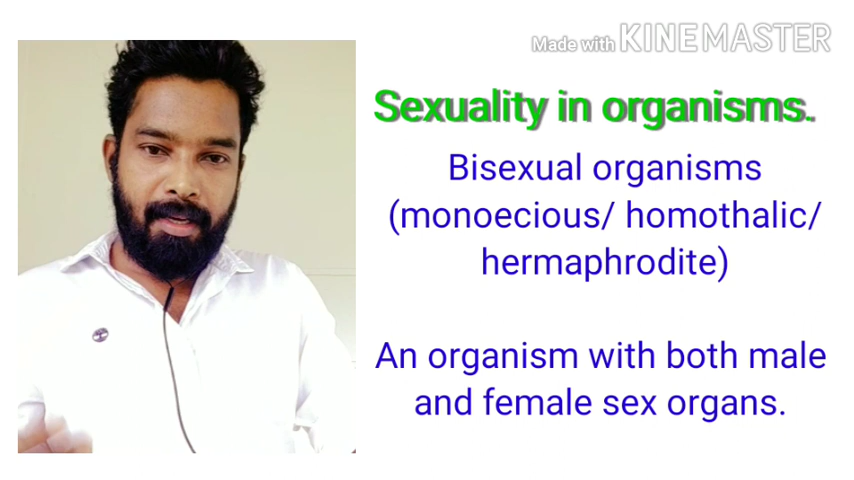 Made with KINEMASTER
Sexuality in organisms.
Bisexual organisms
(monoecious/ homothalic/
hermaphrodite)
An organism with both male
and female sex organs.